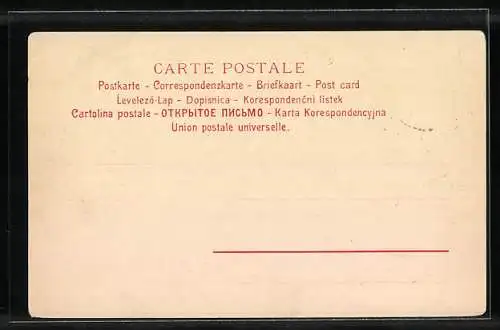 CARTE POSTALE
Postkarte - Correspondenzkarte - Briefkaart - Post card
Levelező-Lap - Dopisnica - Korespondenční lístek
Cartolina postale - ОТКРЫТОЕ ПИСЬМО - Karta Korespondencyjna
Union postale universelle.